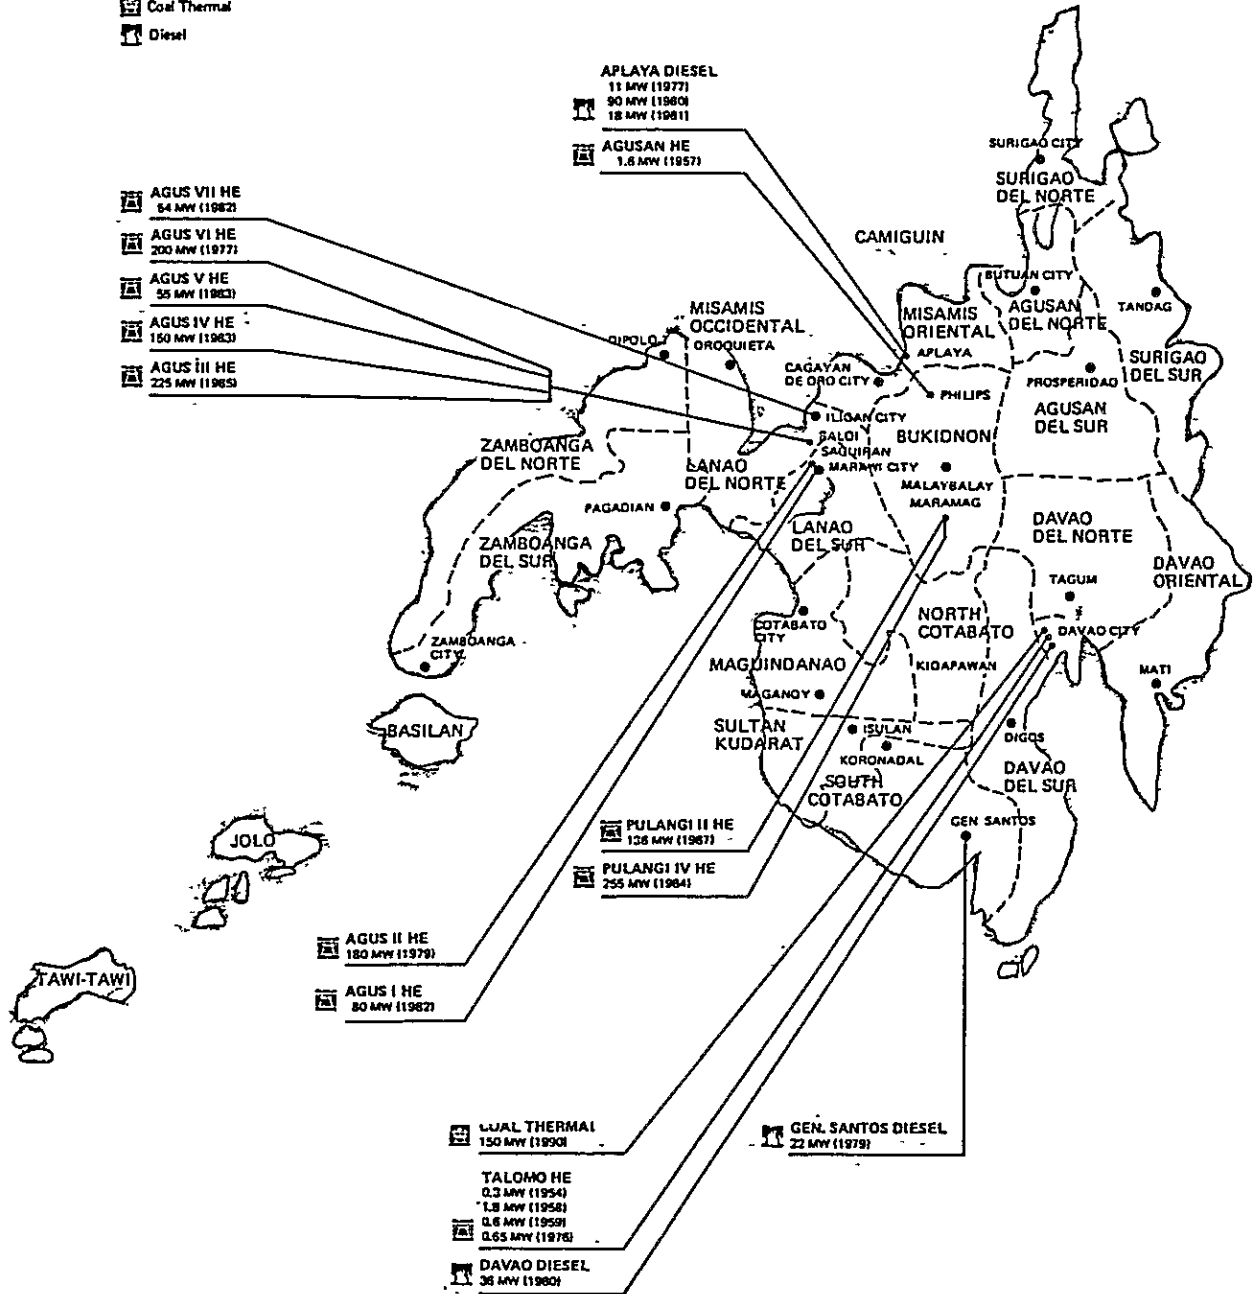 Coal Thermal
Diesel
APLAYA DIESEL
11 MW (1977)
90 MW (1980)
18 MW (1981)
AGUSAN HE
1.6 MW (1957)
AGUS VII HE
54 MW (1982)
AGUS VI HE
200 MW (1977)
AGUS V HE
55 MW (1983)
AGUS IV HE
150 MW (1983)
AGUS III HE
225 MW (1985)
SURIGAO CITY
SURIGAO
DEL NORTE
CAMIGUIN
BUTUAN CITY
AGUSAN
DEL NORTE
TANDAG
MISAMIS
OCCIDENTAL
MISAMIS
ORIENTAL
DIPOLO
OROQUIETA
APLAYA
CAGAYAN
DE ORO CITY
PHILIPS
PROSPERIDAD
SURIGAO
DEL SUR
AGUSAN
DEL SUR
ILIGAN CITY
BALOI
BUKIDNON
SAGUIRAN
MARAWI CITY
ZAMBOANGA
DEL NORTE
LANAO
DEL NORTE
MALAYBALAY
MARAMAG
PAGADIAN
LANAO
DEL SUR
DAVAO
DEL NORTE
ZAMBOANGA
DEL SUR
DAVAO
ORIENTAL
TAGUM
COTABATO
CITY
NORTH
COTABATO
DAVAO CITY
ZAMBOANGA
CITY
MAGUINDANAO
KIDAPAWAN
MATI
MAGANOY
BASILAN
SULTAN
KUDARAT
ISULAN
KORONADAL
DIGOS
SOUTH
COTABATO
DAVAO
DEL SUR
GEN. SANTOS
JOLO
PULANGI II HE
138 MW (1987)
PULANGI IV HE
255 MW (1984)
AGUS II HE
180 MW (1979)
AGUS I HE
80 MW (1982)
TAWI-TAWI
COAL THERMAL
150 MW (1990)
GEN. SANTOS DIESEL
22 MW (1979)
TALOMO HE
0.3 MW (1954)
1.8 MW (1958)
0.6 MW (1959)
0.65 MW (1976)
DAVAO DIESEL
36 MW (1980)